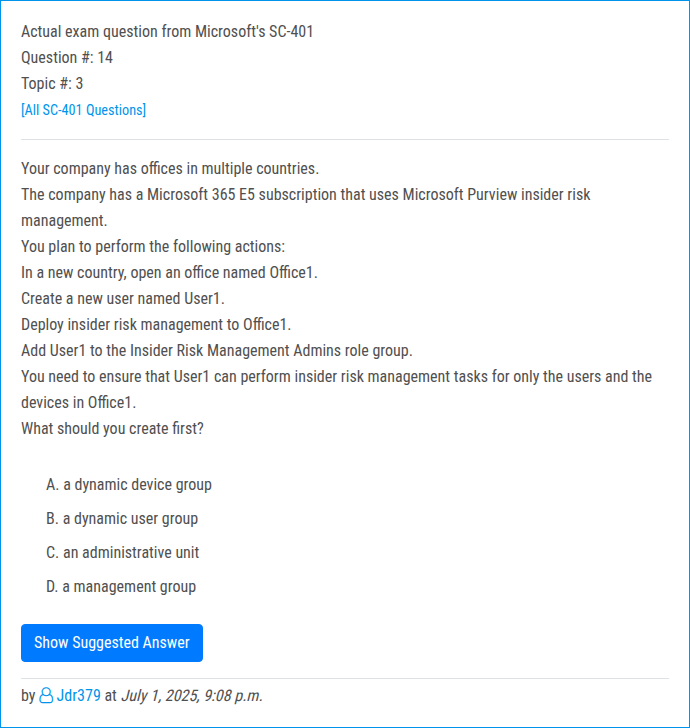 Actual exam question from Microsoft's SC-401
Question #: 14
Topic #: 3
[All SC-401 Questions]
Your company has offices in multiple countries.
The company has a Microsoft 365 E5 subscription that uses Microsoft Purview insider risk
management.
You plan to perform the following actions:
In a new country, open an office named Office1.
Create a new user named User1.
Deploy insider risk management to Office1.
Add User1 to the Insider Risk Management Admins role group.
You need to ensure that User1 can perform insider risk management tasks for only the users and the
devices in Office1.
What should you create first?
A. a dynamic device group
B. a dynamic user group
C. an administrative unit
D. a management group
Show Suggested Answer
by Jdr379 at July 1, 2025, 9:08 p.m.